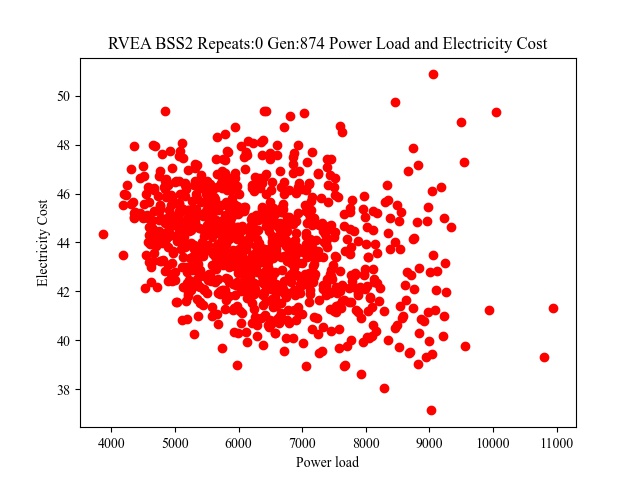 RVEA BSS2 Repeats:0 Gen:874 Power Load and Electricity Cost
50
48
46
44
42
40
38
Electricity Cost
4000 5000 6000 7000 8000 9000 10000 11000
Power load